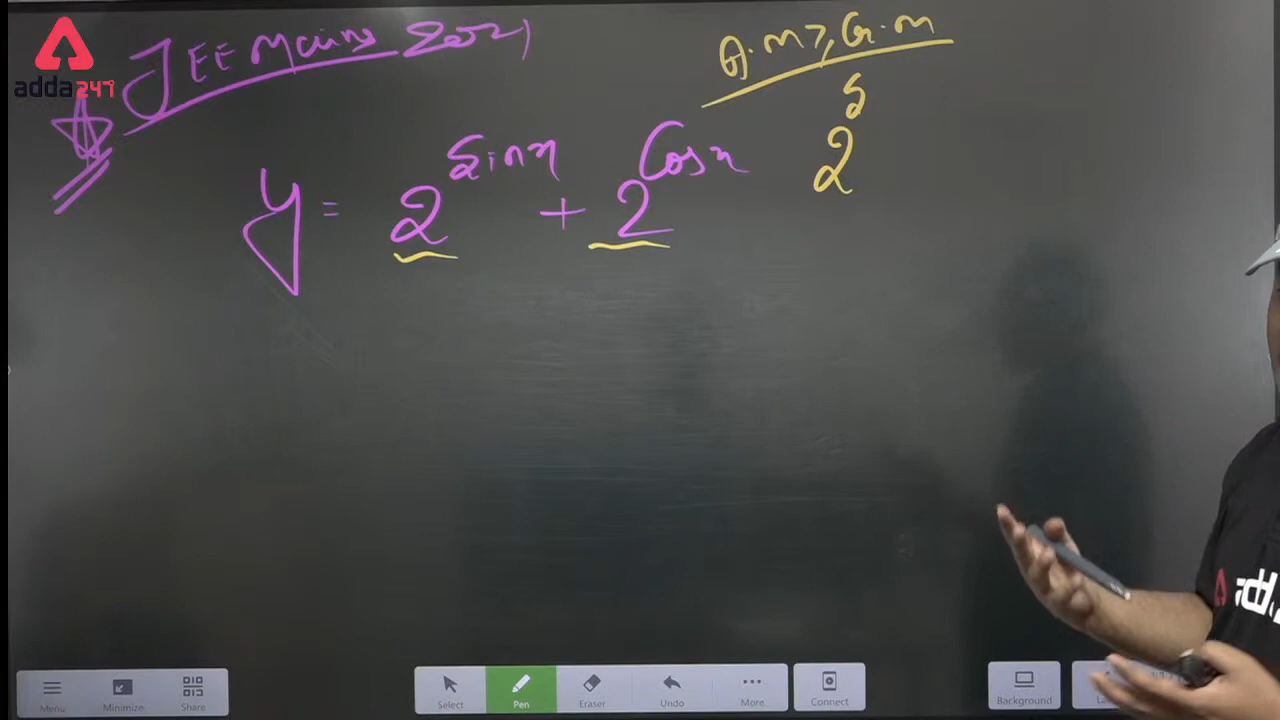 JEE Mains 2021
A.M ≥ G.M
adda247
y = 2^sinx + 2^cosx
2^s
add
Menu Minimize Share Select Pen Eraser Undo More Connect Background